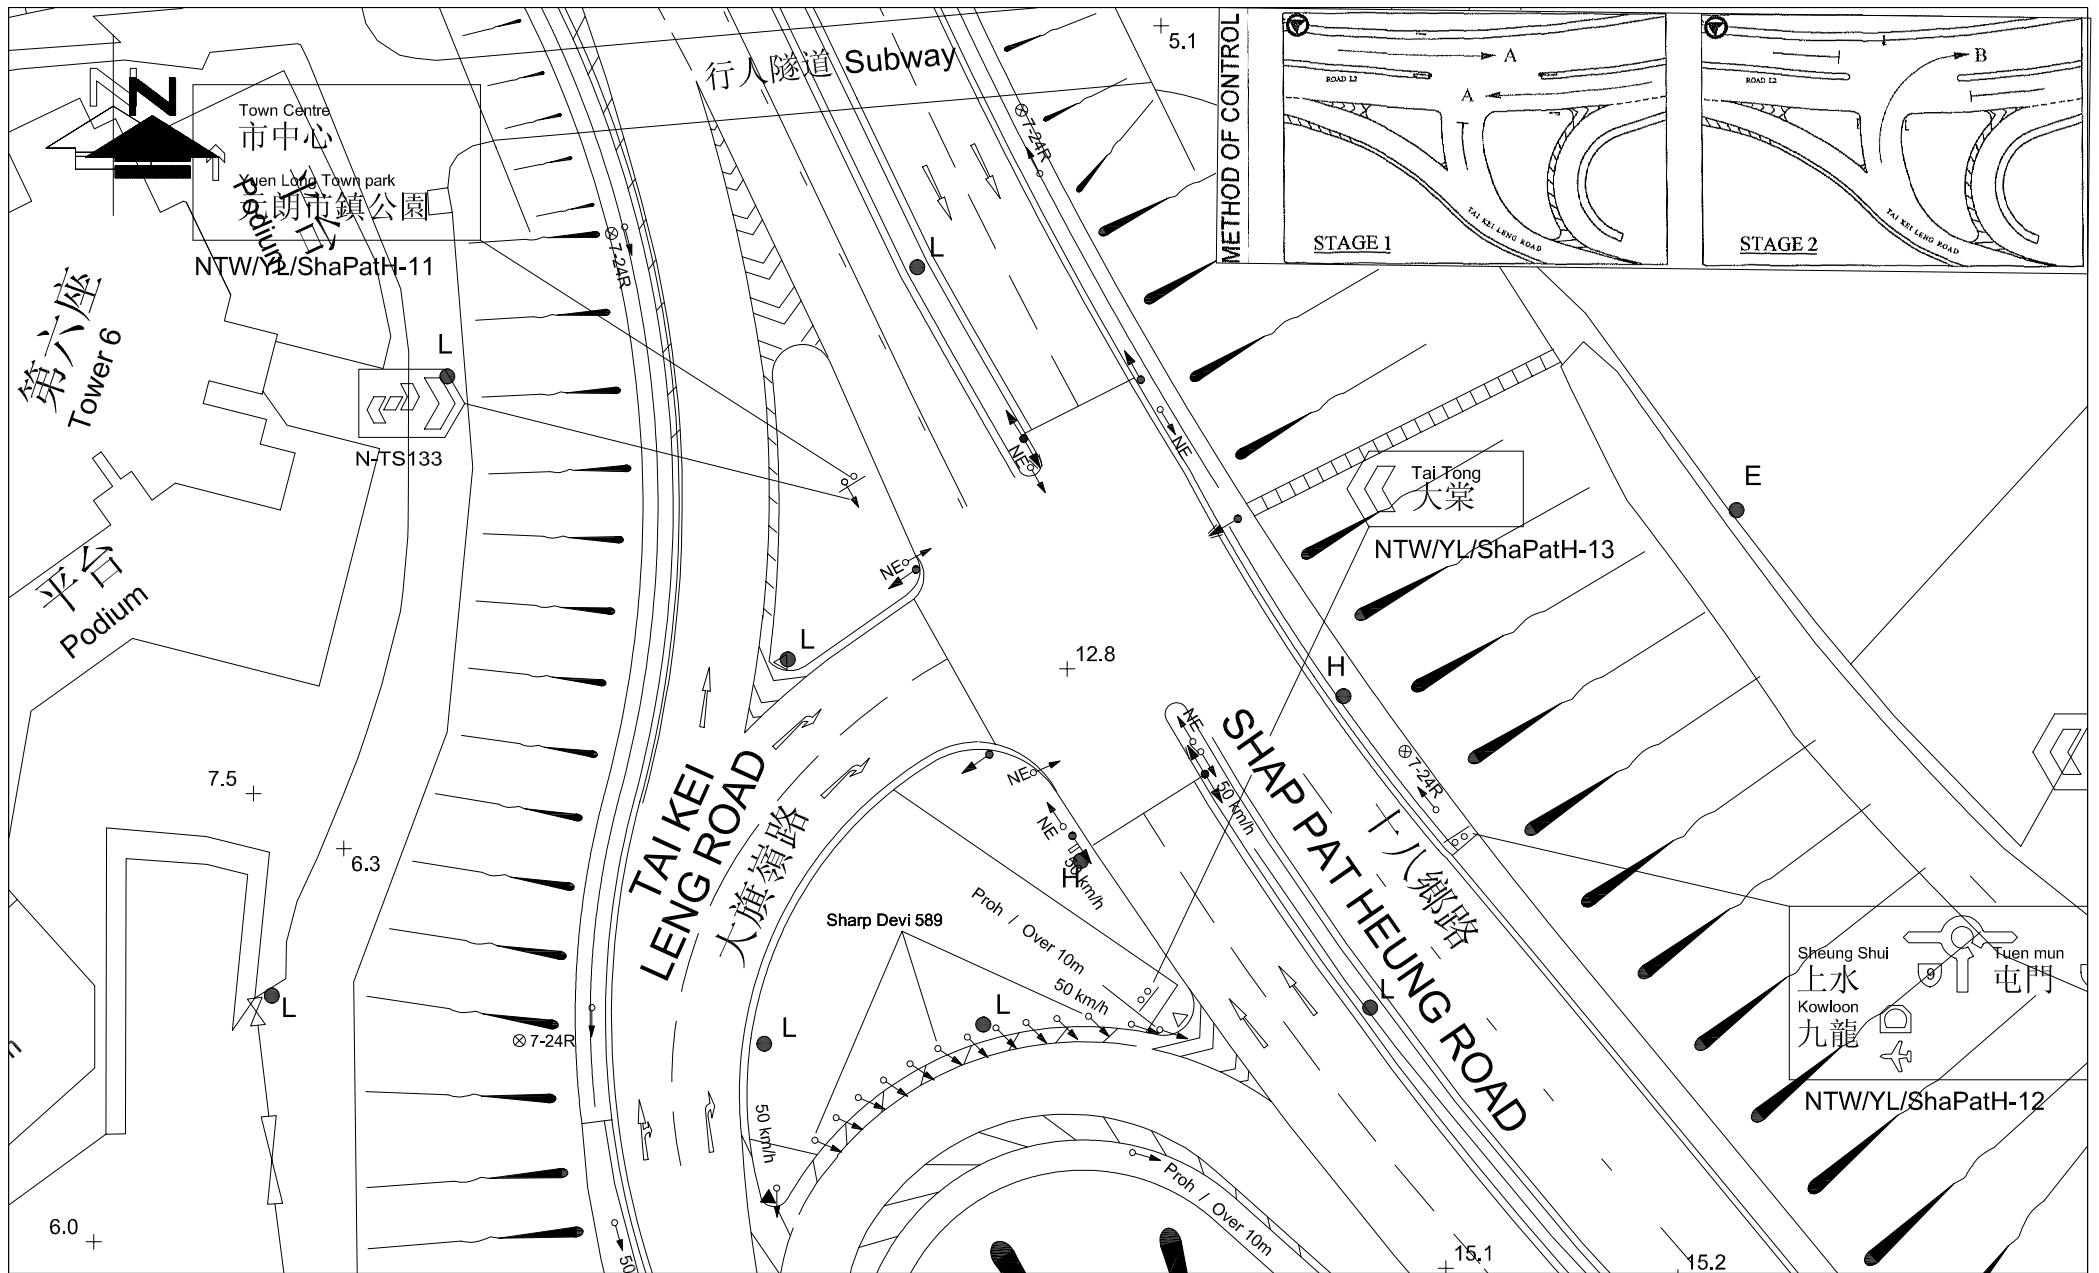 行人隧道 Subway
5.1
METHOD OF CONTROL
A
A
ROAD L2
TAI KEI LENG ROAD
STAGE 1
B
ROAD L2
TAI KEI LENG ROAD
STAGE 2
N
Town Centre
市中心
Yuen Long Town park
元朗市鎮公園
平台
Podium
NTW/YL/ShaPatH-11
7-24R
7-24R
L
第六座
Tower 6
L
N-TS133
NE
NE
Tai Tong
大棠
NTW/YL/ShaPatH-13
E
平台
Podium
NE
L
12.8
H
NE
7-24R
50 km/h
SHAP PAT HEUNG ROAD
十八鄉路
TAI KEI
LENG ROAD
大旗嶺路
NE
NE
50 km/h
H
7.5
6.3
Sharp Devi 589
Proh / Over 10m
50 km/h
L
L
L
L
7-24R
Sheung Shui
上水
Kowloon
九龍
9
Tuen mun
屯門
NTW/YL/ShaPatH-12
50 km/h
Proh / Over 10m
6.0
50
15.1
15.2